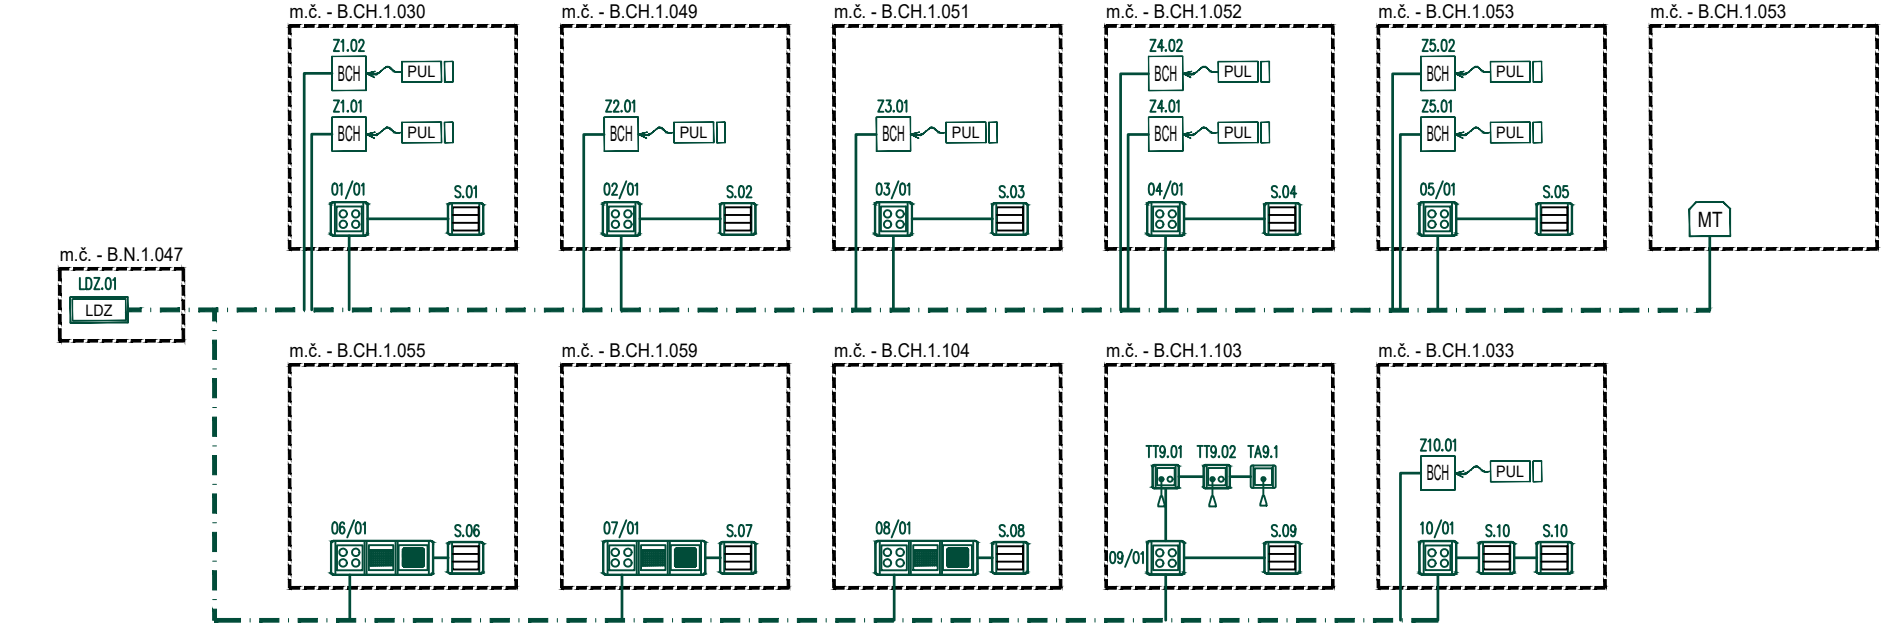 m.č. - B.CH.1.030
Z1.02
BCH
PUL
Z1.01
BCH
PUL
01/01
S.01
m.č. - B.CH.1.049
Z2.01
BCH
PUL
02/01
S.02
m.č. - B.CH.1.051
Z3.01
BCH
PUL
03/01
S.03
m.č. - B.CH.1.052
Z4.02
BCH
PUL
Z4.01
BCH
PUL
04/01
S.04
m.č. - B.CH.1.053
Z5.02
BCH
PUL
Z5.01
BCH
PUL
05/01
S.05
m.č. - B.CH.1.053
MT
m.č. - B.N.1.047
LDZ.01
LDZ
m.č. - B.CH.1.055
06/01
S.06
m.č. - B.CH.1.059
07/01
S.07
m.č. - B.CH.1.104
08/01
S.08
m.č. - B.CH.1.103
TT9.01
TT9.02
TA9.1
09/01
S.09
m.č. - B.CH.1.033
Z10.01
BCH
PUL
10/01
S.10
S.10